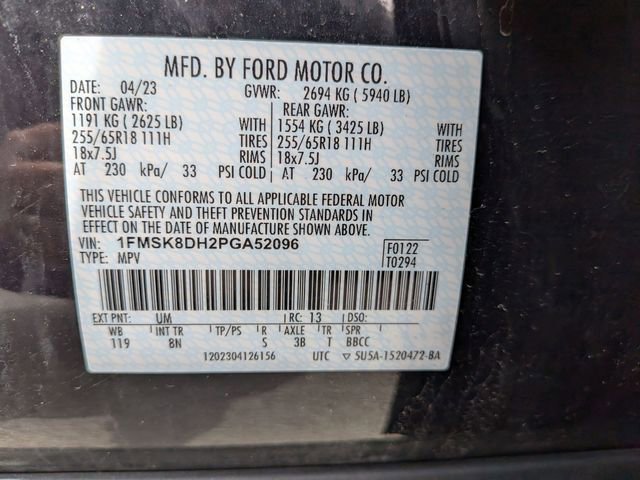 MFD. BY FORD MOTOR CO.
DATE: 04/23 GVWR: 2694 KG ( 5940 LB)
FRONT GAWR: REAR GAWR:
1191 KG ( 2625 LB) WITH 1554 KG ( 3425 LB) WITH
255/65R18 111H TIRES 255/65R18 111H TIRES
18x7.5J RIMS 18x7.5J RIMS
AT 230 kPa/ 33 PSI COLD AT 230 kPa/ 33 PSI COLD
THIS VEHICLE CONFORMS TO ALL APPLICABLE FEDERAL MOTOR
VEHICLE SAFETY AND THEFT PREVENTION STANDARDS IN
EFFECT ON THE DATE OF MANUFACTURE SHOWN ABOVE.
VIN: 1FMSK8DH2PGA52096 F0122
TYPE: MPV T0294
EXT PNT: UM RC: 13 DSO:
WB INT TR TP/PS R AXLE TR SPR
119 8N S 3B T BBCC
1202304126156 UTC ▽ 5U5A-1520472-BA